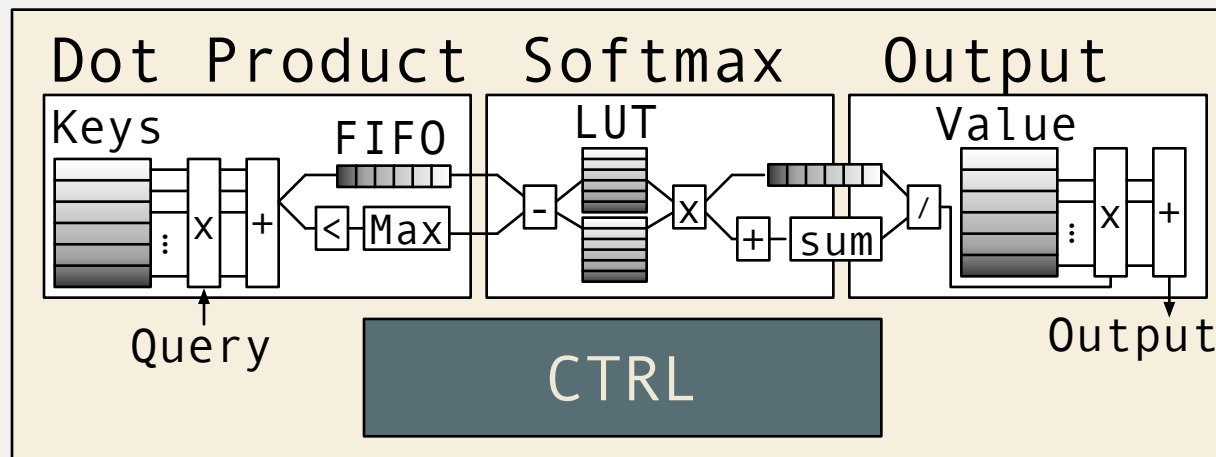 Dot Product
Softmax
Output
Keys
FIFO
LUT
Value
x
+
<
Max
-
x
+
sum
/
x
+
Query
Output
CTRL